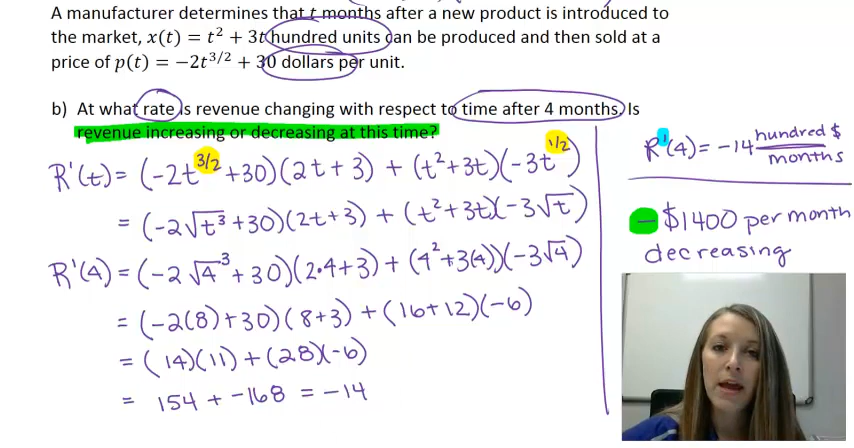 A manufacturer determines that t months after a new product is introduced to
the market, x(t) = t² + 3t hundred units can be produced and then sold at a
price of p(t) = −2t^{3/2} + 30 dollars per unit.
b) At what rate is revenue changing with respect to time after 4 months. Is
revenue increasing or decreasing at this time?
R'(t) = (-2t^{3/2} + 30)(2t + 3) + (t² + 3t)(-3t^{1/2})
= (-2√t³ + 30)(2t + 3) + (t² + 3t)(-3√t)
R'(4) = (-2√4³ + 30)(2·4 + 3) + (4² + 3(4))(-3√4)
= (-2(8) + 30)(8 + 3) + (16 + 12)(-6)
= (14)(11) + (28)(-6)
= 154 + -168 = -14
R'(4) = -14 hundred $
months
- $1400 per month
decreasing